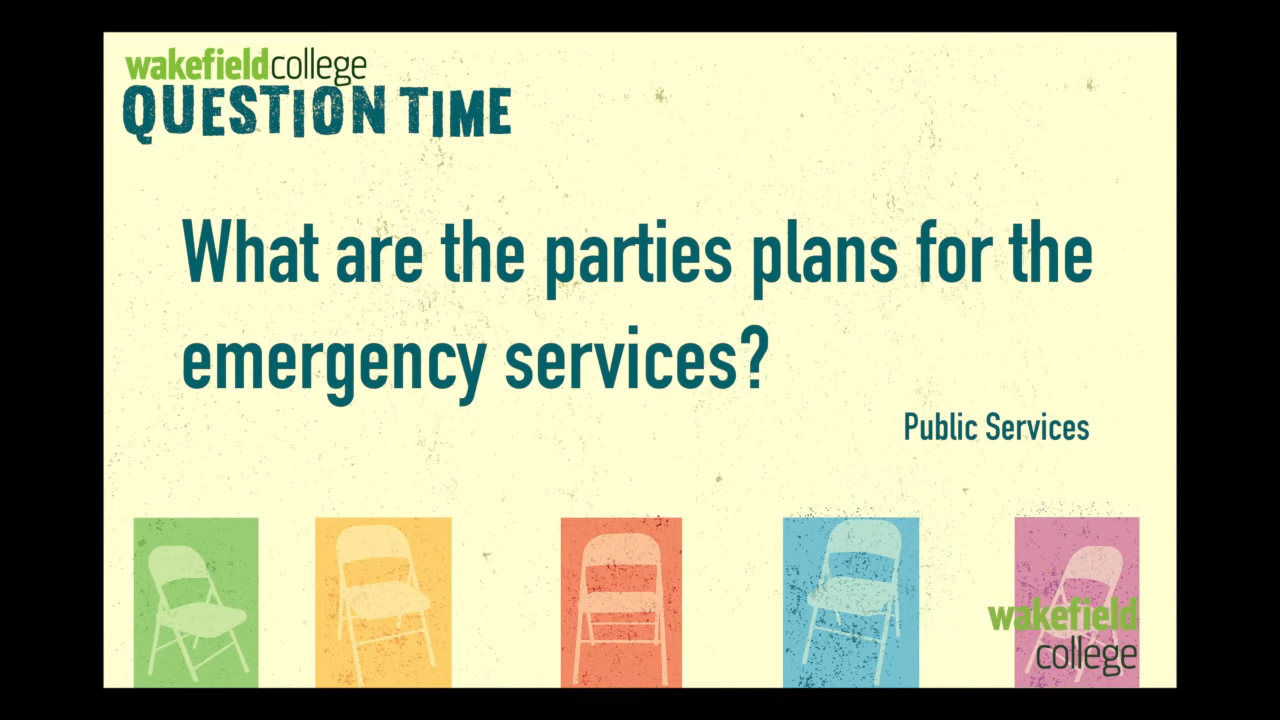 wakefieldcollege
QUESTION TIME
What are the parties plans for the
emergency services?
Public Services
wakefield
college